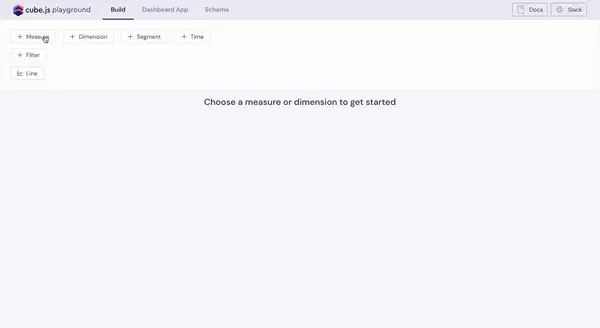 cube.js playground Build Dashboard App Schema Docs Slack
+ Measure + Dimension + Segment + Time
+ Filter
Line
Choose a measure or dimension to get started